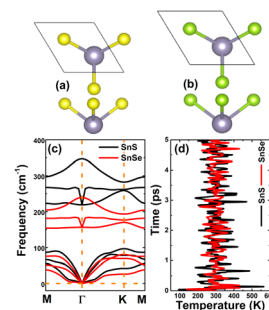 (a)
(b)
(c)
SnS
SnSe
Frequency (cm⁻¹)
400
300
200
100
0
M Γ K M
(d)
SnSe
SnS
Time (ps)
5
4
3
2
1
0
100 200 300 400 500 6
Temperature (K)